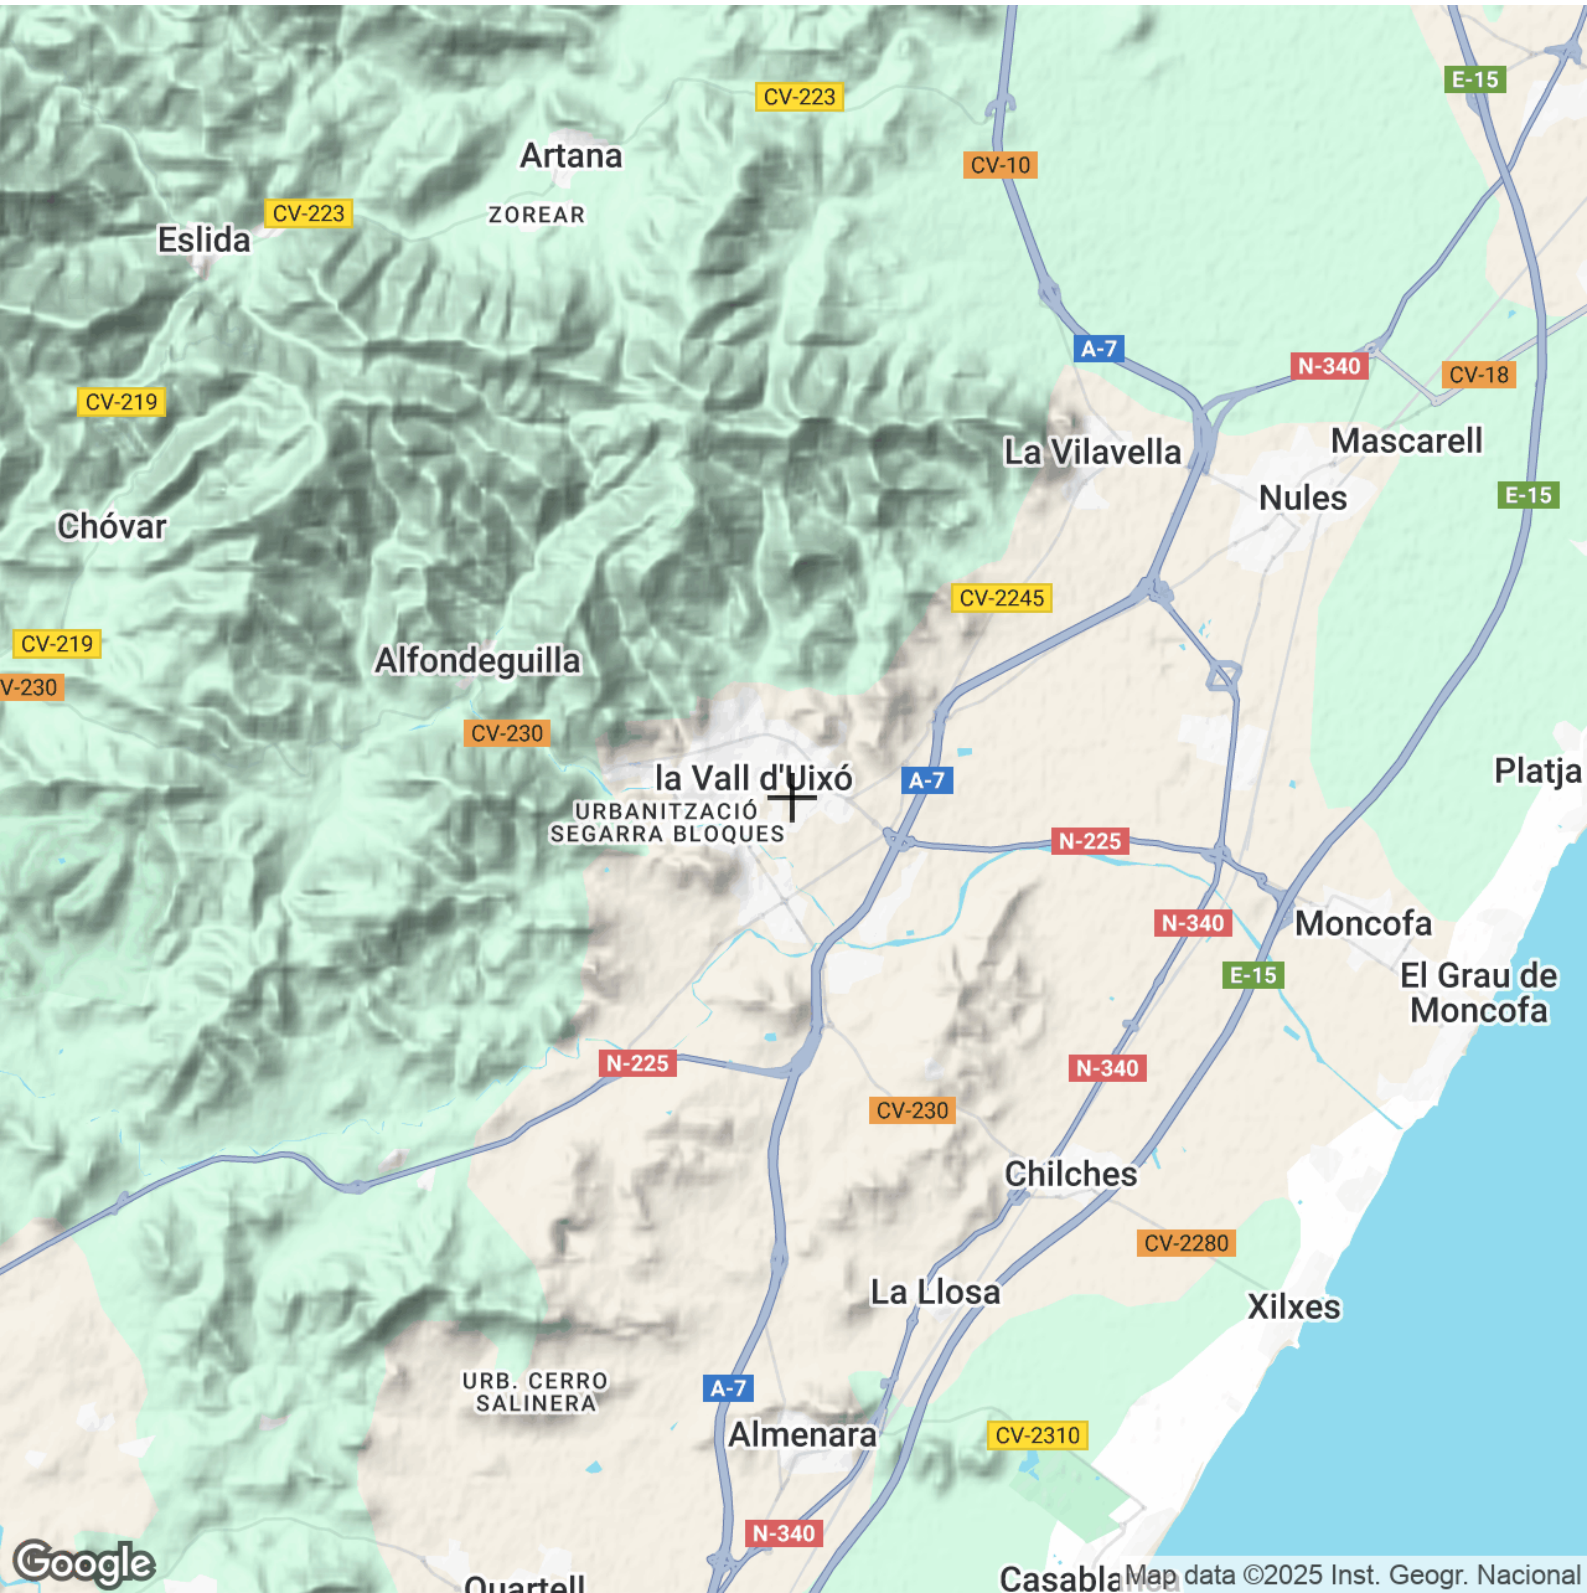 E-15
CV-223
Artana
CV-10
CV-223
ZOREAR
Eslida
A-7
N-340
CV-18
CV-219
La Vilavella
Mascarell
Nules
E-15
Chóvar
CV-2245
CV-219
Alfondeguilla
V-230
CV-230
la Vall d'Uixó
A-7
Platja
URBANITZACIÓ
SEGARRA BLOQUES
N-225
N-340
Moncofa
E-15
El Grau de
Moncofa
N-225
N-340
CV-230
Chilches
CV-2280
La Llosa
Xilxes
URB. CERRO
SALINERA
A-7
Almenara
CV-2310
N-340
Google
Quartell
Map data ©2025 Inst. Geogr. Nacional